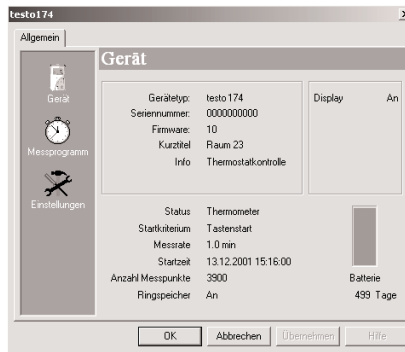 testo174
Allgemein
Gerät
Gerät
Messprogramm
Einstellungen
Gerätetyp: testo 174
Seriennummer: 0000000000
Firmware: 10
Kurztitel Raum 23
Info Thermostatkontrolle
Display An
Status Thermometer
Startkriterium Tastenstart
Messrate 1.0 min
Startzeit 13.12.2001 15:16:00
Anzahl Messpunkte 3900
Ringspeicher An
Batterie
499 Tage
OK Abbrechen Übernehmen Hilfe